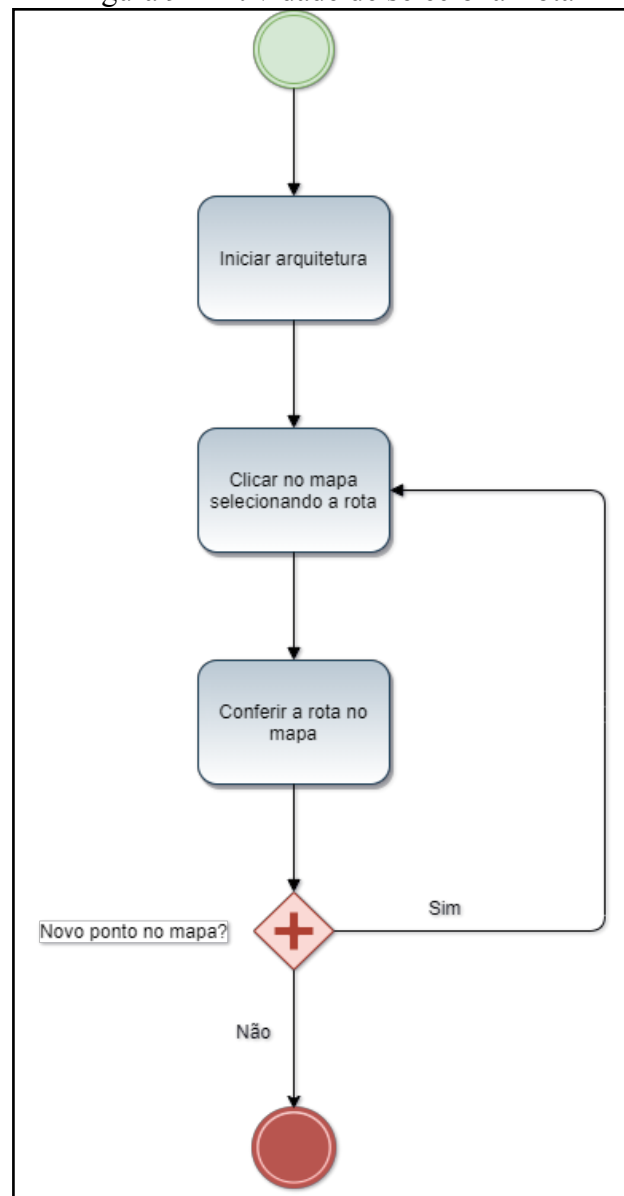 Iniciar arquitetura
Clicar no mapa
selecionando a rota
Conferir a rota no
mapa
Sim
Novo ponto no mapa?
Não